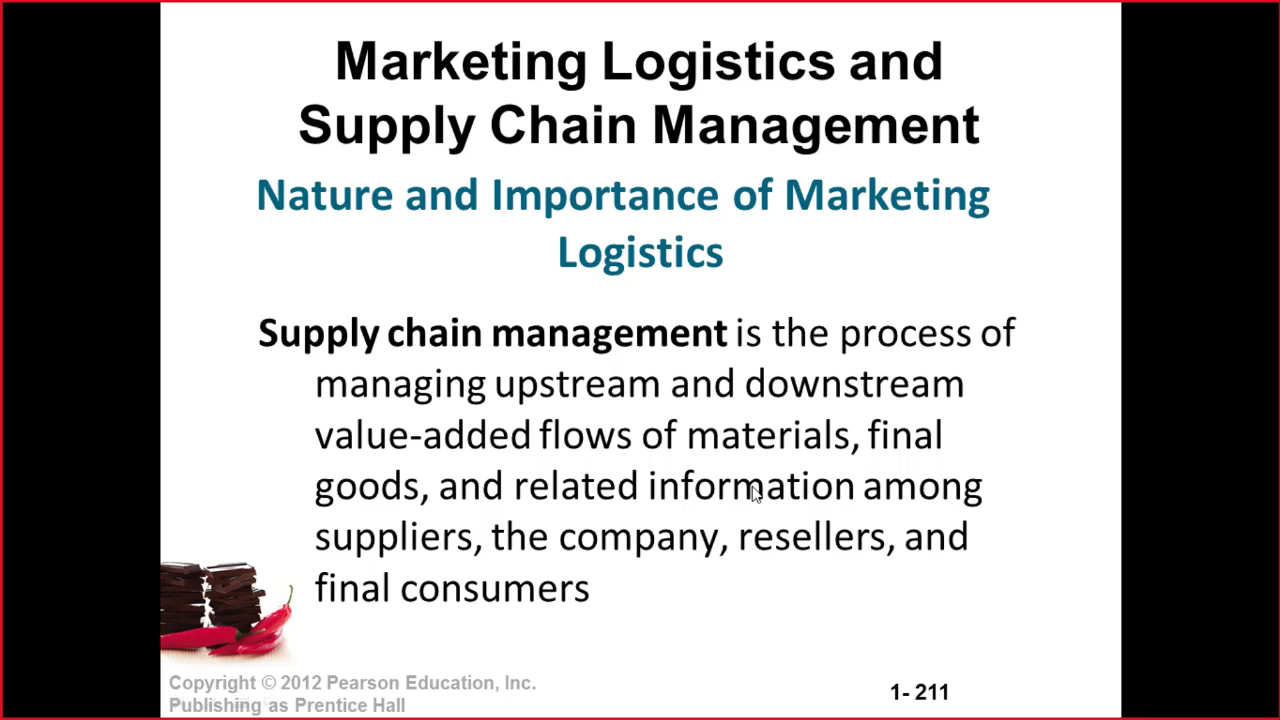 Marketing Logistics and
Supply Chain Management
Nature and Importance of Marketing
Logistics
Supply chain management is the process of
managing upstream and downstream
value-added flows of materials, final
goods, and related information among
suppliers, the company, resellers, and
final consumers
Copyright © 2012 Pearson Education, Inc.
Publishing as Prentice Hall
1- 211